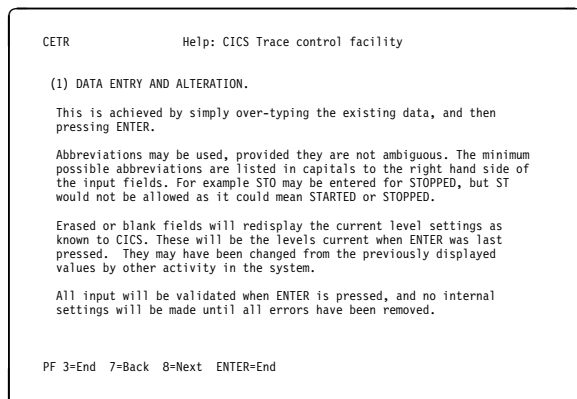 CETR Help: CICS Trace control facility
(1) DATA ENTRY AND ALTERATION.
This is achieved by simply over-typing the existing data, and then
pressing ENTER.
Abbreviations may be used, provided they are not ambiguous. The minimum
possible abbreviations are listed in capitals to the right hand side of
the input fields. For example STO may be entered for STOPPED, but ST
would not be allowed as it could mean STARTED or STOPPED.
Erased or blank fields will redisplay the current level settings as
known to CICS. These will be the levels current when ENTER was last
pressed. They may have been changed from the previously displayed
values by other activity in the system.
All input will be validated when ENTER is pressed, and no internal
settings will be made until all errors have been removed.
PF 3=End 7=Back 8=Next ENTER=End